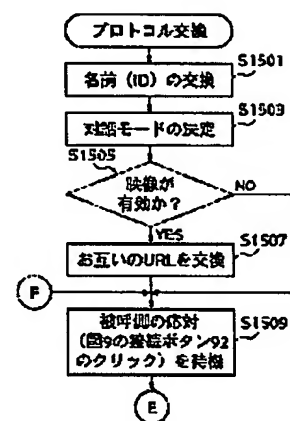 プロトコル交換
S1501
名前（ID）の交換
S1503
対話モードの決定
S1505
映像が
有効か？
NO
YES
S1507
お互いのURLを交換
F
S1509
被呼側の応対
（図9の接続ボタン92
のクリック）を待機
E